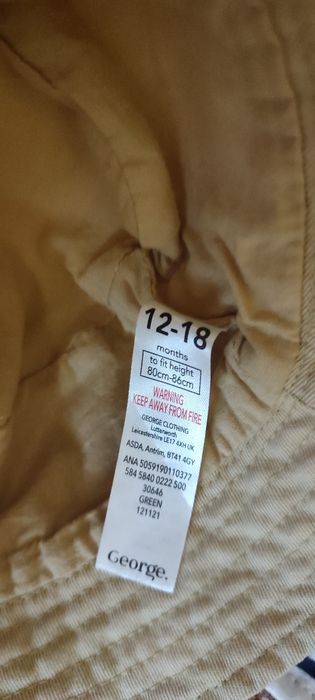 12-18
months
to fit height
80cm-86cm
WARNING
KEEP AWAY FROM FIRE
GEORGE CLOTHING
Lutterworth
Leicestershire LE17 4XH UK
ASDA, Antrim, BT41 4GY
ANA 5059190110377
584 5840 0222 500
30646
GREEN
121121
George.